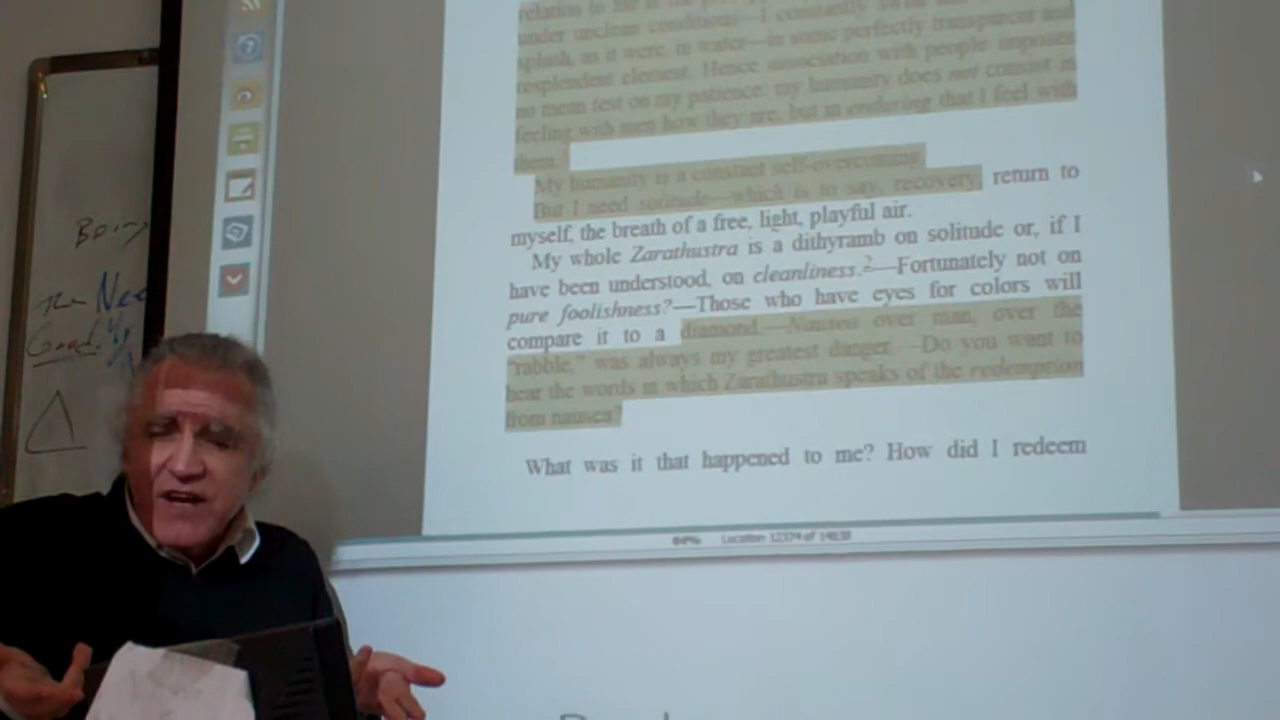 under unclean conditions—I constantly
splash, as it were, in water—in some perfectly transparent and
resplendent element. Hence association with people imposes
no mean test on my patience: my humanity does not consist in
feeling with men how they are, but in enduring that I feel with
them.
My humanity is a constant self-overcoming.
But I need solitude—which is to say, recovery, return to
myself, the breath of a free, light, playful air.
My whole Zarathustra is a dithyramb on solitude or, if I
have been understood, on cleanliness.2—Fortunately not on
pure foolishness?—Those who have eyes for colors will
compare it to a diamond.—Nausea over man, over the
"rabble," was always my greatest danger.—Do you want to
hear the words in which Zarathustra speaks of the redemption
from nausea?
What was it that happened to me? How did I redeem
84% Location 12374 of
Being
The
Good.